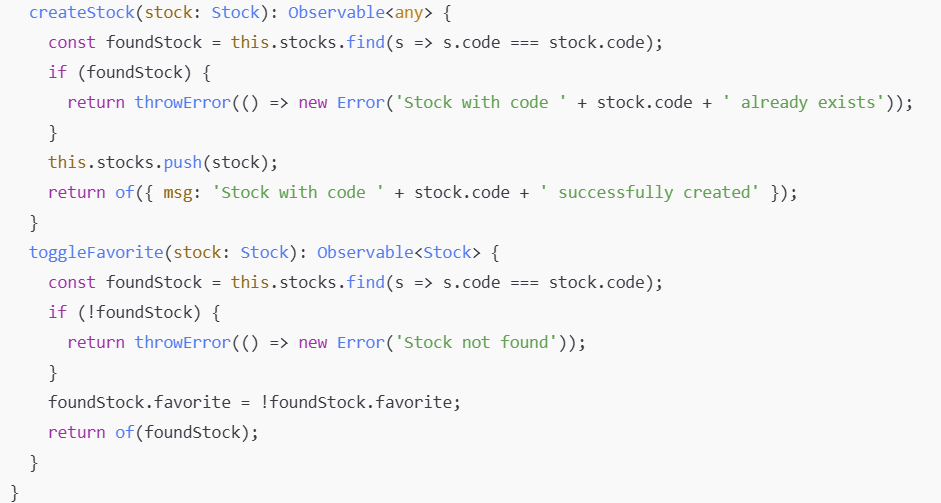 createStock(stock: Stock): Observable<any> {
const foundStock = this.stocks.find(s => s.code === stock.code);
if (foundStock) {
return throwError(() => new Error('Stock with code ' + stock.code + ' already exists'));
}
this.stocks.push(stock);
return of({ msg: 'Stock with code ' + stock.code + ' successfully created' });
}
toggleFavorite(stock: Stock): Observable<Stock> {
const foundStock = this.stocks.find(s => s.code === stock.code);
if (!foundStock) {
return throwError(() => new Error('Stock not found'));
}
foundStock.favorite = !foundStock.favorite;
return of(foundStock);
}
}